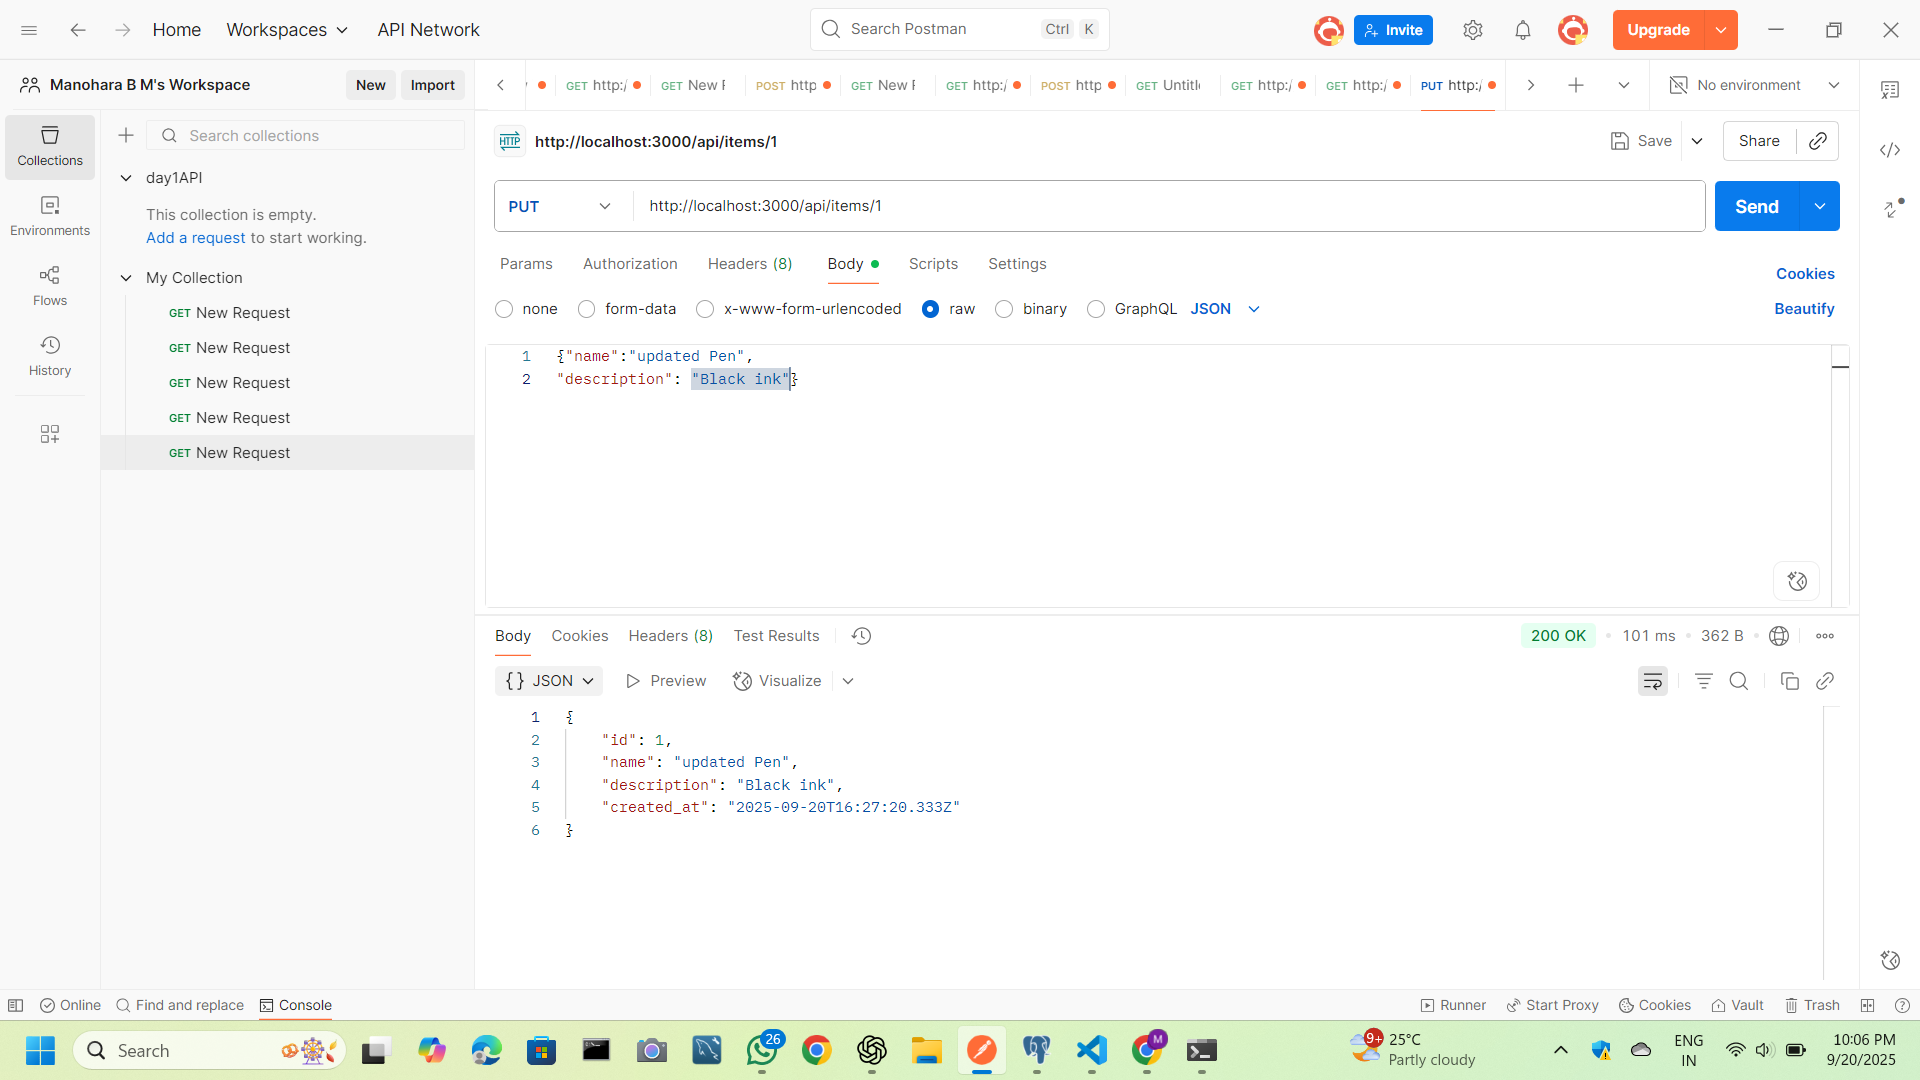 Home Workspaces API Network Search Postman Ctrl K Invite Upgrade
Manohara B M's Workspace New Import GET http:/ GET New F POST http GET New F GET http:/ POST http GET Untitle GET http:/ GET http:/ PUT http:/ No environment
Collections
Environments
Flows
History
Search collections
day1API
This collection is empty.
Add a request to start working.
My Collection
GET New Request
GET New Request
GET New Request
GET New Request
GET New Request
HTTP http://localhost:3000/api/items/1 Save Share
PUT http://localhost:3000/api/items/1 Send
Params Authorization Headers (8) Body Scripts Settings Cookies
none form-data x-www-form-urlencoded raw binary GraphQL JSON Beautify
1 {"name":"updated Pen",
2 "description": "Black ink"}
Body Cookies Headers (8) Test Results 200 OK 101 ms 362 B
{} JSON Preview Visualize
1 {
2 "id": 1,
3 "name": "updated Pen",
4 "description": "Black ink",
5 "created_at": "2025-09-20T16:27:20.333Z"
6 }
Online Find and replace Console Runner Start Proxy Cookies Vault Trash
Search 26 M 9+ 25°C Partly cloudy ENG IN 10:06 PM 9/20/2025